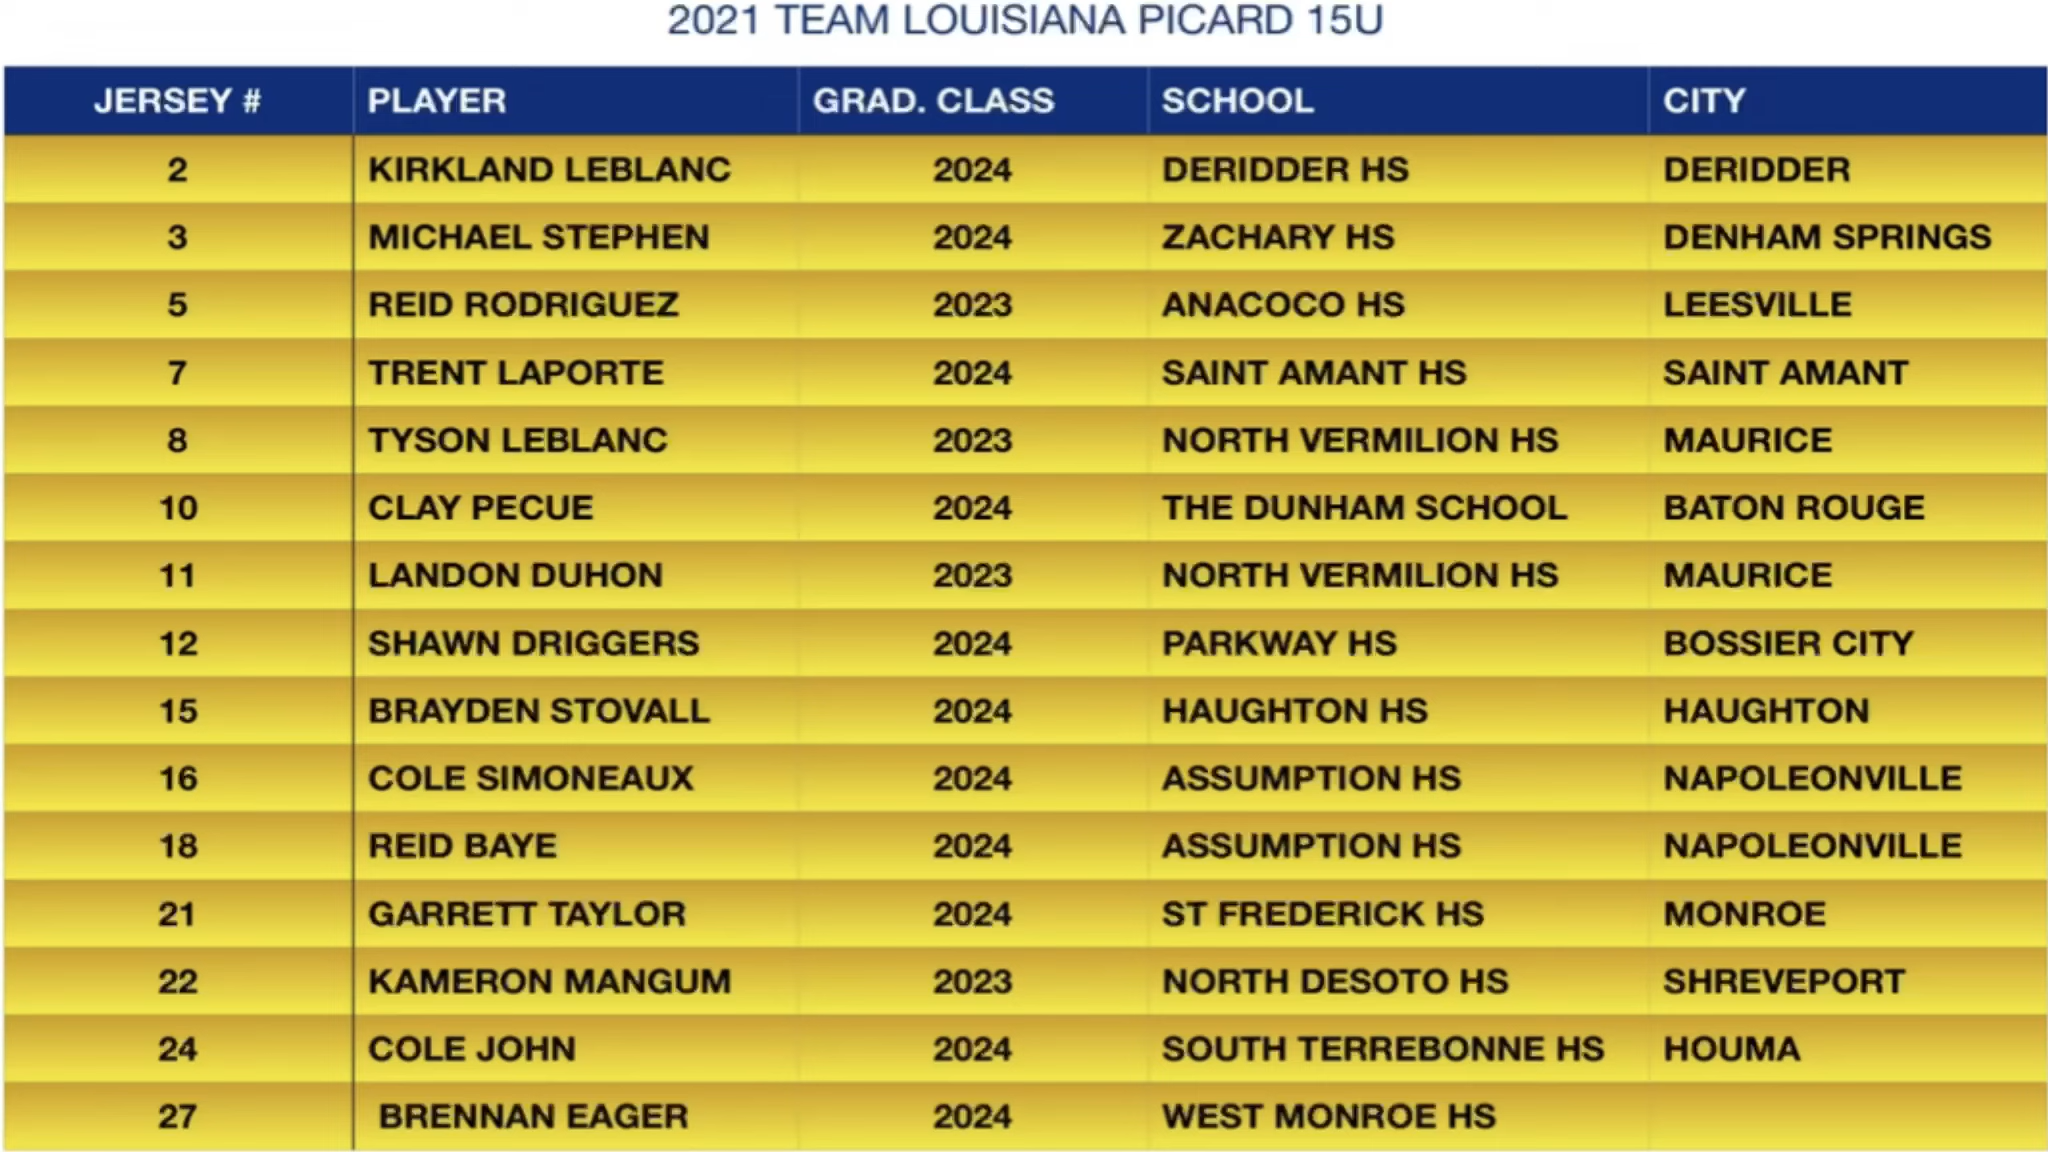 2021 TEAM LOUISIANA PICARD 15U
JERSEY # PLAYER GRAD. CLASS SCHOOL CITY
2 KIRKLAND LEBLANC 2024 DERIDDER HS DERIDDER
3 MICHAEL STEPHEN 2024 ZACHARY HS DENHAM SPRINGS
5 REID RODRIGUEZ 2023 ANACOCO HS LEESVILLE
7 TRENT LAPORTE 2024 SAINT AMANT HS SAINT AMANT
8 TYSON LEBLANC 2023 NORTH VERMILION HS MAURICE
10 CLAY PECUE 2024 THE DUNHAM SCHOOL BATON ROUGE
11 LANDON DUHON 2023 NORTH VERMILION HS MAURICE
12 SHAWN DRIGGERS 2024 PARKWAY HS BOSSIER CITY
15 BRAYDEN STOVALL 2024 HAUGHTON HS HAUGHTON
16 COLE SIMONEAUX 2024 ASSUMPTION HS NAPOLEONVILLE
18 REID BAYE 2024 ASSUMPTION HS NAPOLEONVILLE
21 GARRETT TAYLOR 2024 ST FREDERICK HS MONROE
22 KAMERON MANGUM 2023 NORTH DESOTO HS SHREVEPORT
24 COLE JOHN 2024 SOUTH TERREBONNE HS HOUMA
27 BRENNAN EAGER 2024 WEST MONROE HS